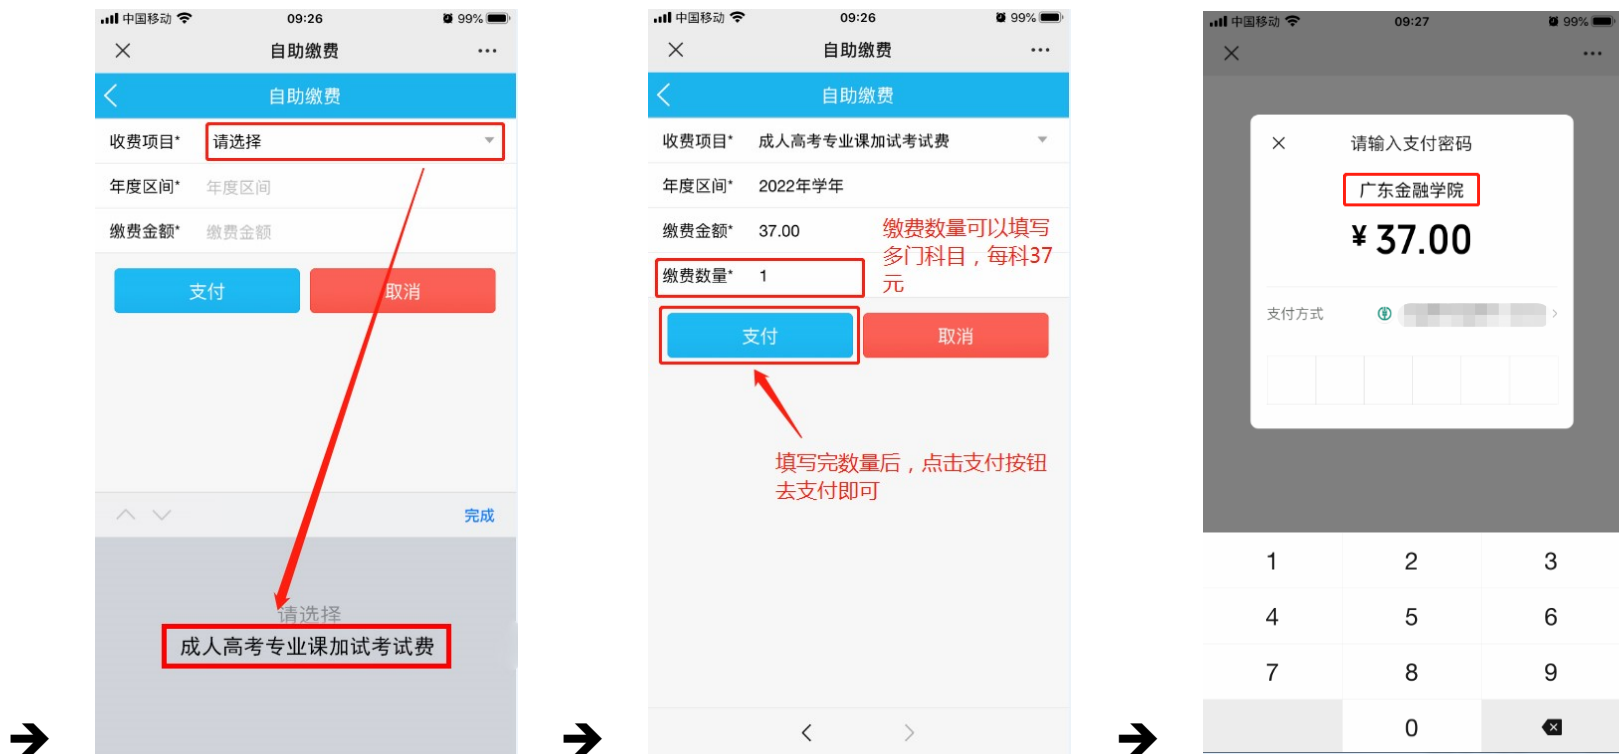 中国移动 09:26 99%
自助缴费
自助缴费
收费项目* 请选择
年度区间* 年度区间
缴费金额* 缴费金额
支付 取消
完成
请选择
成人高考专业课加试考试费
中国移动 09:26 99%
自助缴费
自助缴费
收费项目* 成人高考专业课加试考试费
年度区间* 2022年学年
缴费金额* 37.00
缴费数量* 1
缴费数量可以填写
多门科目，每科37
元
支付 取消
填写完数量后，点击支付按钮
去支付即可
中国移动 09:27 99%
请输入支付密码
广东金融学院
¥ 37.00
支付方式
1 2 3
4 5 6
7 8 9
0